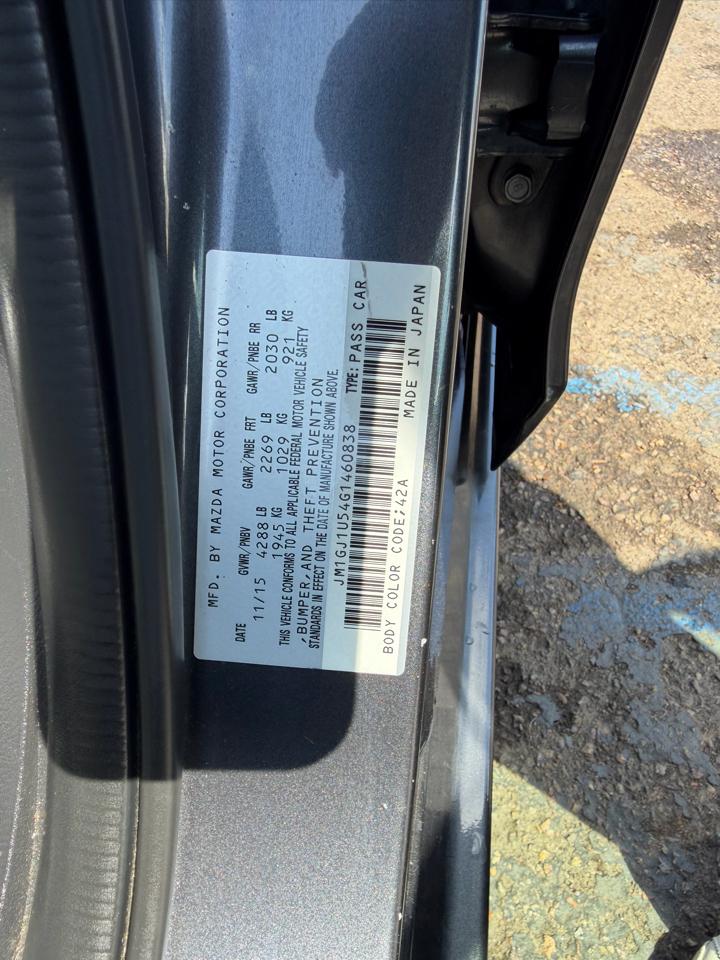 MFD. BY MAZDA MOTOR CORPORATION
DATE GVWR/PNBV GAWR/PNBE FRT GAWR/PNBE RR
11/15 4288 LB 2269 LB 2030 LB
1945 KG 1029 KG 921 KG
THIS VEHICLE CONFORMS TO ALL APPLICABLE FEDERAL MOTOR VEHICLE SAFETY
,BUMPER,AND THEFT PREVENTION
STANDARDS IN EFFECT ON THE DATE OF MANUFACTURE SHOWN ABOVE.
JM1GJ1U54G1460838 TYPE: PASS CAR
BODY COLOR CODE;42A MADE IN JAPAN